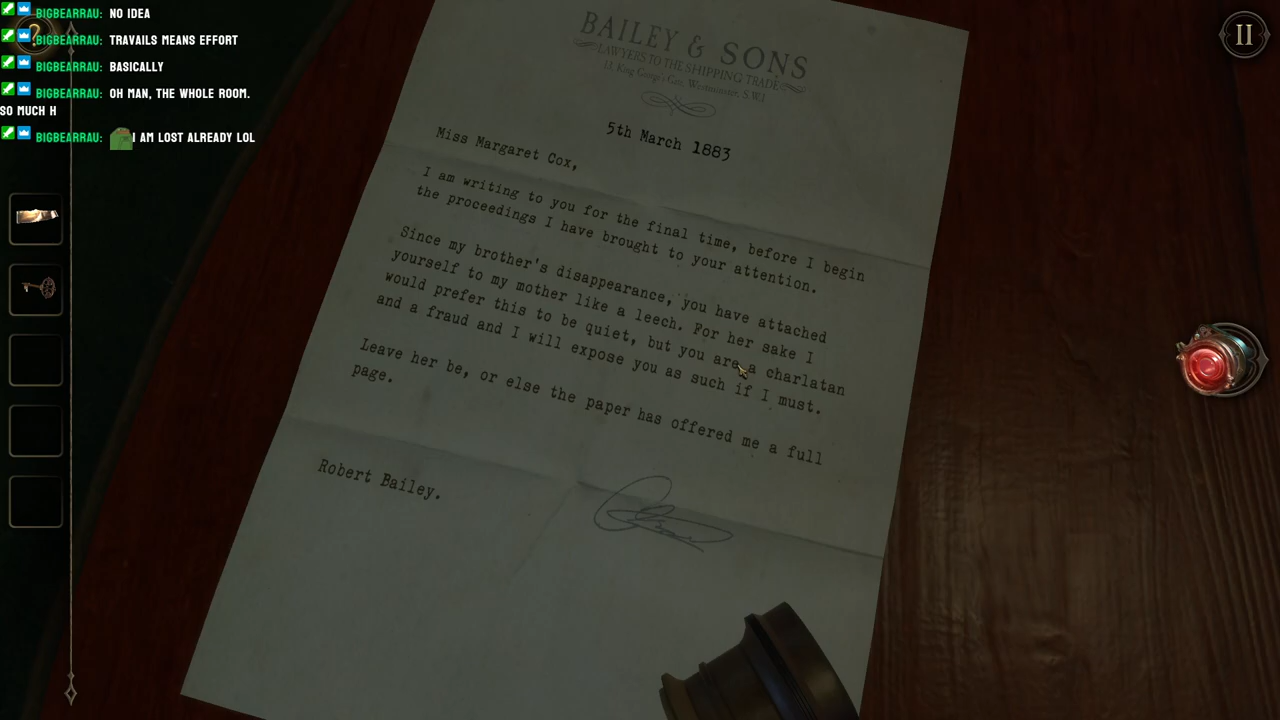 BIGBEARRAU: NO IDEA
BIGBEARRAU: TRAVAILS MEANS EFFORT
BIGBEARRAU: BASICALLY
BIGBEARRAU: OH MAN, THE WHOLE ROOM.
SO MUCH H
BIGBEARRAU: I AM LOST ALREADY LOL
?
II
BAILEY & SONS
LAWYERS TO THE SHIPPING TRADE
Westminster, S.W.1
5th March 1883
Miss Margaret Cox,
I am writing to you for the final time, before I begin
the proceedings I have brought to your attention.
Since my brother's disappearance, you have attached
yourself to my mother like a leech. For her sake I
would prefer this to be quiet, but you are a charlatan
and a fraud and I will expose you as such if I must.
Leave her be, or else the paper has offered me a full
page.
Robert Bailey.